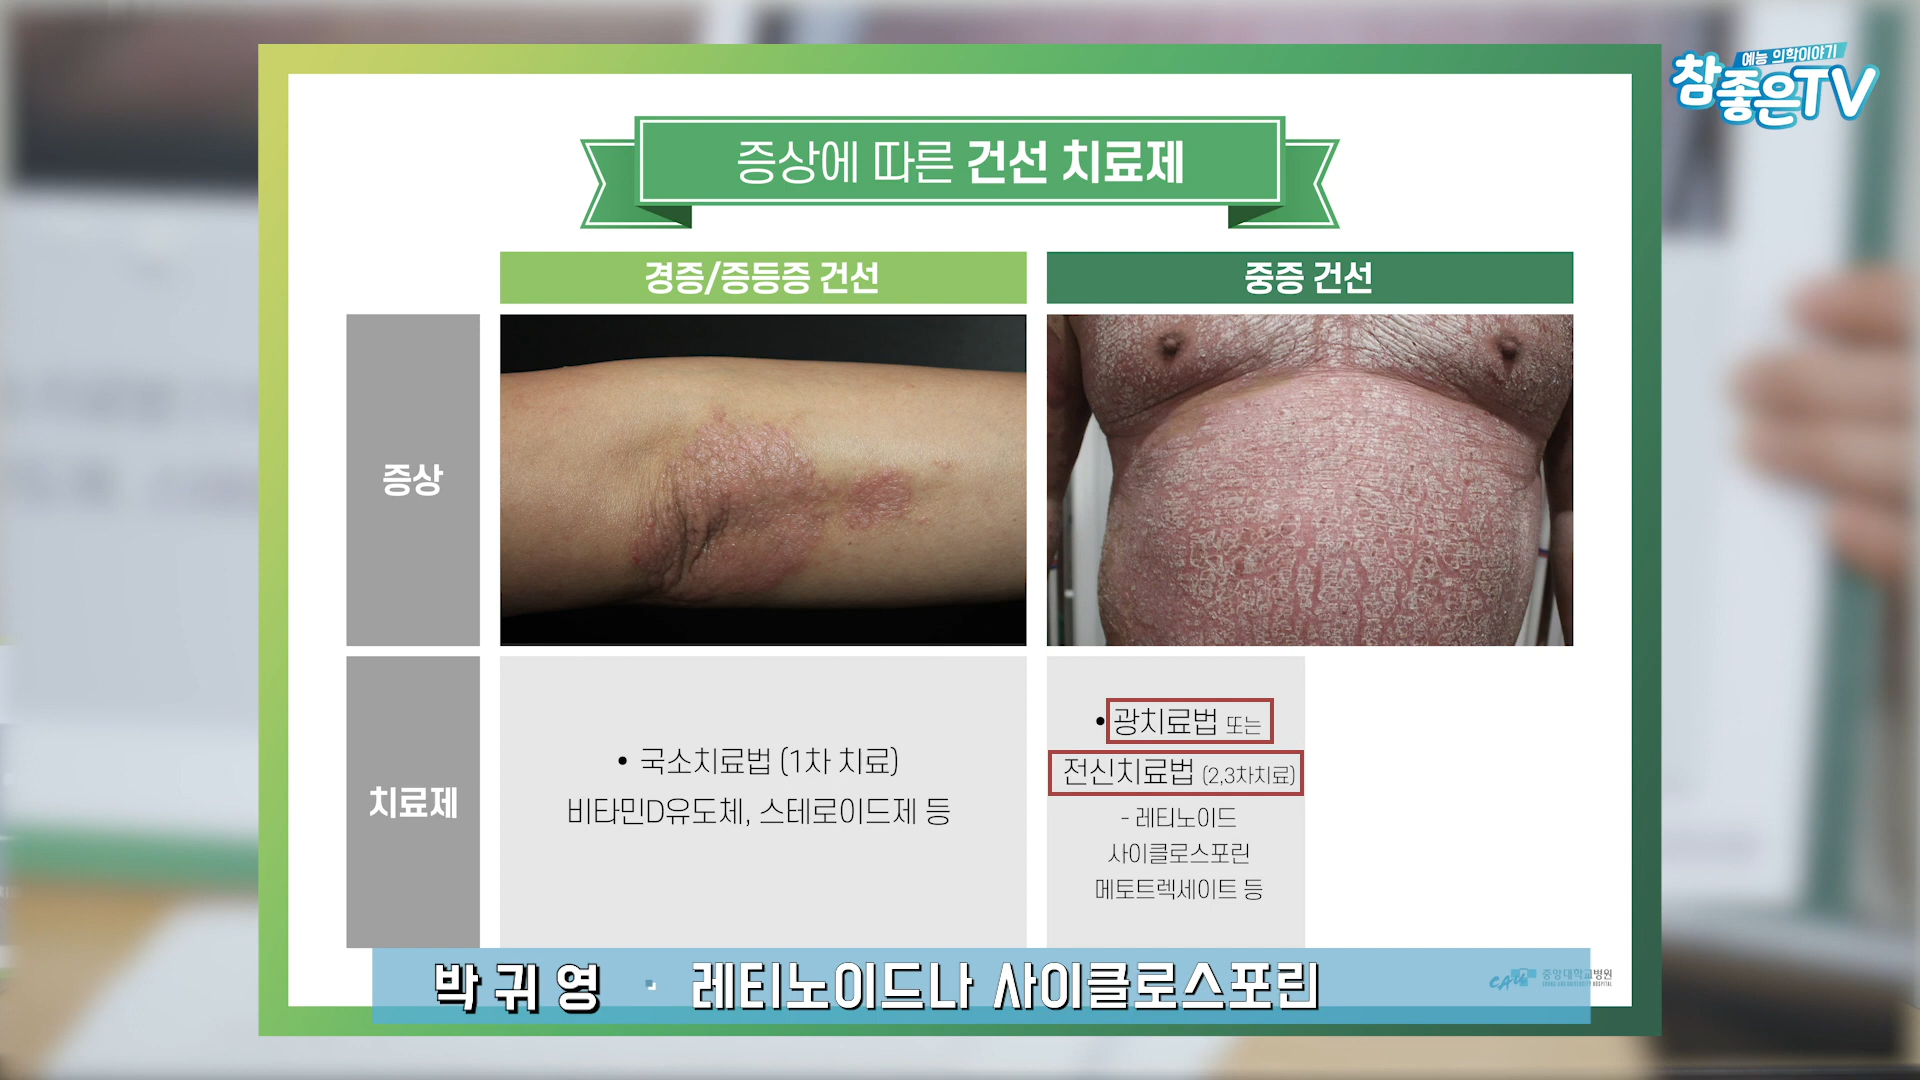 예능 의학이야기
참좋은TV
증상에 따른 건선 치료제
경증/증등증 건선
중증 건선
증상
치료제
• 국소치료법 (1차 치료)
비타민D유도체, 스테로이드제 등
• 광치료법 또는
전신치료법 (2,3차치료)
- 레티노이드
사이클로스포린
메토트렉세이트 등
박귀영 · 레티노이드나 사이클로스포린
CAU 중앙대학교병원
CHUNG-ANG UNIVERSITY HOSPITAL